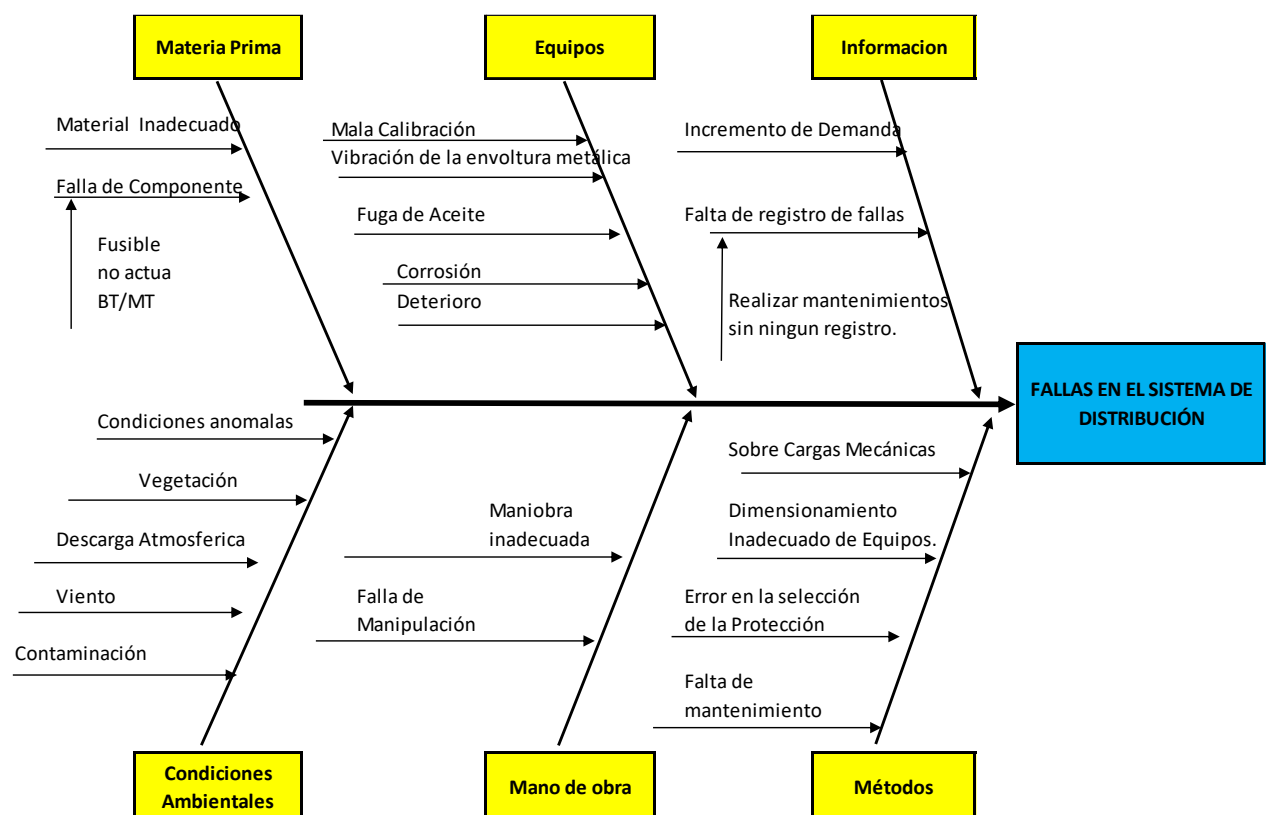 Materia Prima
Equipos
Informacion
Material  Inadecuado
Falla de Componente
Fusible
no actua
BT/MT
Mala Calibración
Vibración de la envoltura metálica
Fuga de Aceite
Corrosión
Deterioro
Incremento de Demanda
Falta de registro de fallas
Realizar mantenimientos
sin ningun registro.
FALLAS EN EL SISTEMA DE
DISTRIBUCIÓN
Condiciones anomalas
Vegetación
Descarga Atmosferica
Viento
Contaminación
Maniobra
inadecuada
Falla de
Manipulación
Sobre Cargas Mecánicas
Dimensionamiento
Inadecuado de Equipos.
Error en la selección
de la Protección
Falta de
mantenimiento
Condiciones
Ambientales
Mano de obra
Métodos